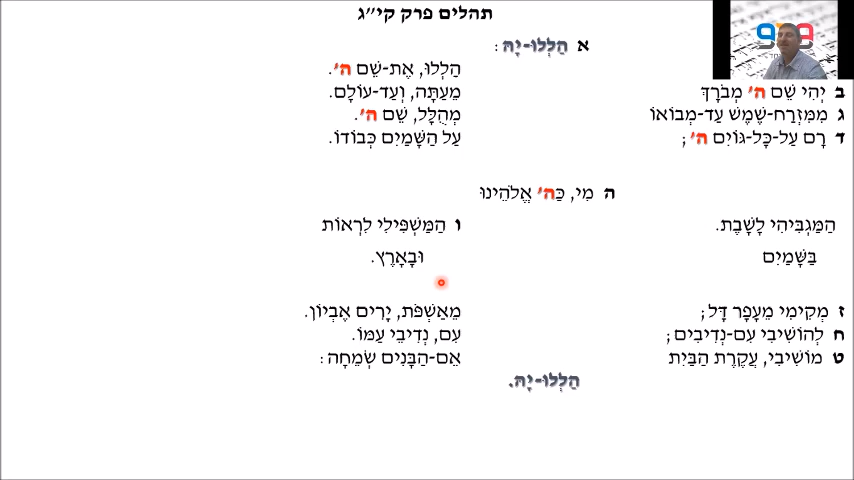 תהלים פרק קי״ג
א הַלְלוּ-יָהּ:
הַלְלוּ, אֶת-שֵׁם ה׳.
ב יְהִי שֵׁם ה׳ מְבֹרָךְ מֵעַתָּה, וְעַד-עוֹלָם.
ג מִמִּזְרַח-שֶׁמֶשׁ עַד-מְבוֹאוֹ מְהֻלָּל, שֵׁם ה׳.
ד רָם עַל-כָּל-גּוֹיִם ה׳; עַל הַשָּׁמַיִם כְּבוֹדוֹ.
ה מִי, כַּה׳ אֱלֹהֵינוּ
הַמַּגְבִּיהִי לָשָׁבֶת. ו הַמַּשְׁפִּילִי לִרְאוֹת
בַּשָּׁמַיִם וּבָאָרֶץ.
ז מְקִימִי מֵעָפָר דָּל; מֵאַשְׁפֹּת, יָרִים אֶבְיוֹן.
ח לְהוֹשִׁיבִי עִם-נְדִיבִים; עִם, נְדִיבֵי עַמּוֹ.
ט מוֹשִׁיבִי, עֲקֶרֶת הַבַּיִת אֵם-הַבָּנִים שְׂמֵחָה:
הַלְלוּ-יָהּ.